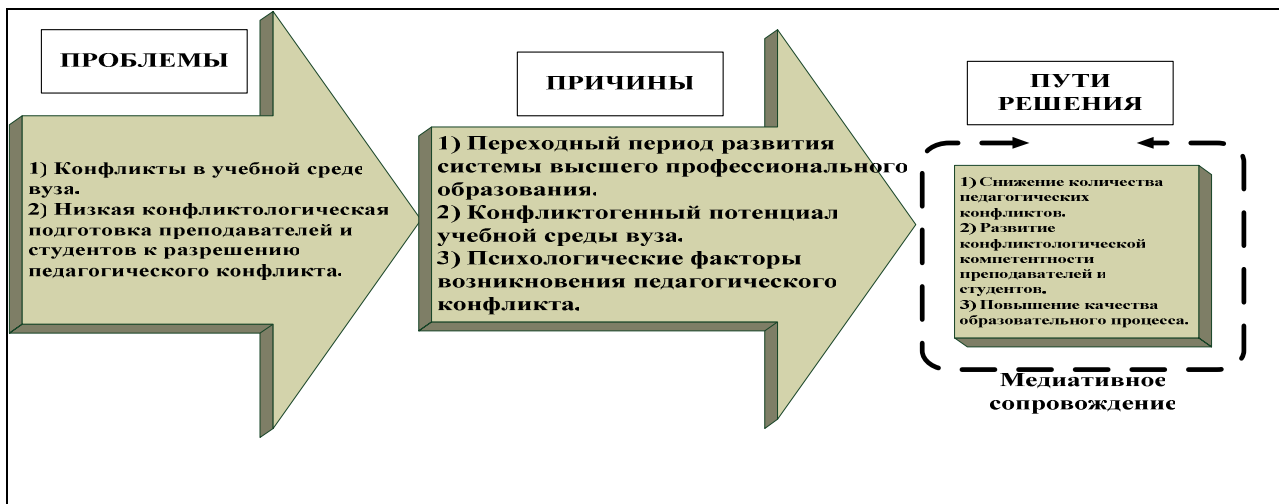 ПРОБЛЕМЫ
1) Конфликты в учебной среде
вуза.
2) Низкая конфликтологическая
подготовка преподавателей и
студентов к разрешению
педагогического конфликта.
ПРИЧИНЫ
1) Переходный период развития
системы высшего профессионального
образования.
2) Конфликтогенный потенциал
учебной среды вуза.
3) Психологические факторы
возникновения педагогического
конфликта.
ПУТИ
РЕШЕНИЯ
1) Снижение количества
педагогических
конфликтов.
2) Развитие
конфликтологической
компетентности
преподавателей и
студентов.
3) Повышение качества
образовательного процесса.
Медиативное
сопровождение